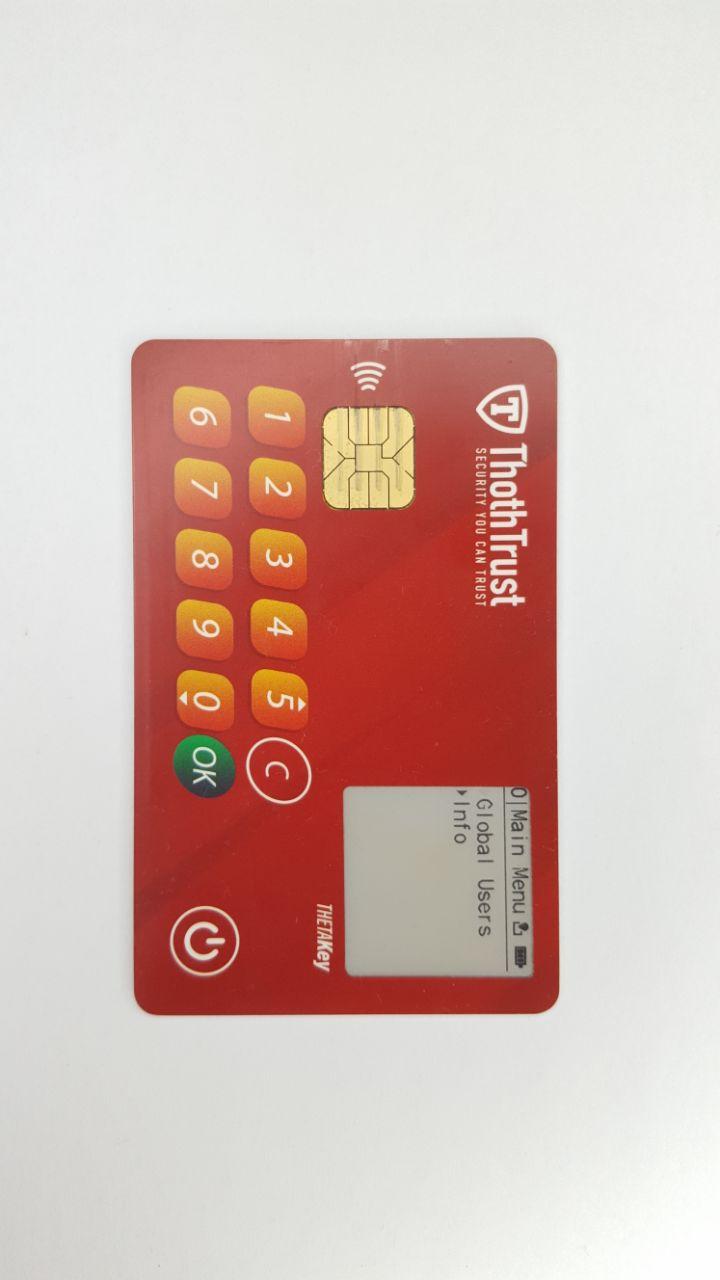 T ThothTrust
SECURITY YOU CAN TRUST
0|Main Menu
Global Users
Info
THETAKey
1 2 3 4 5 C
6 7 8 9 0 OK